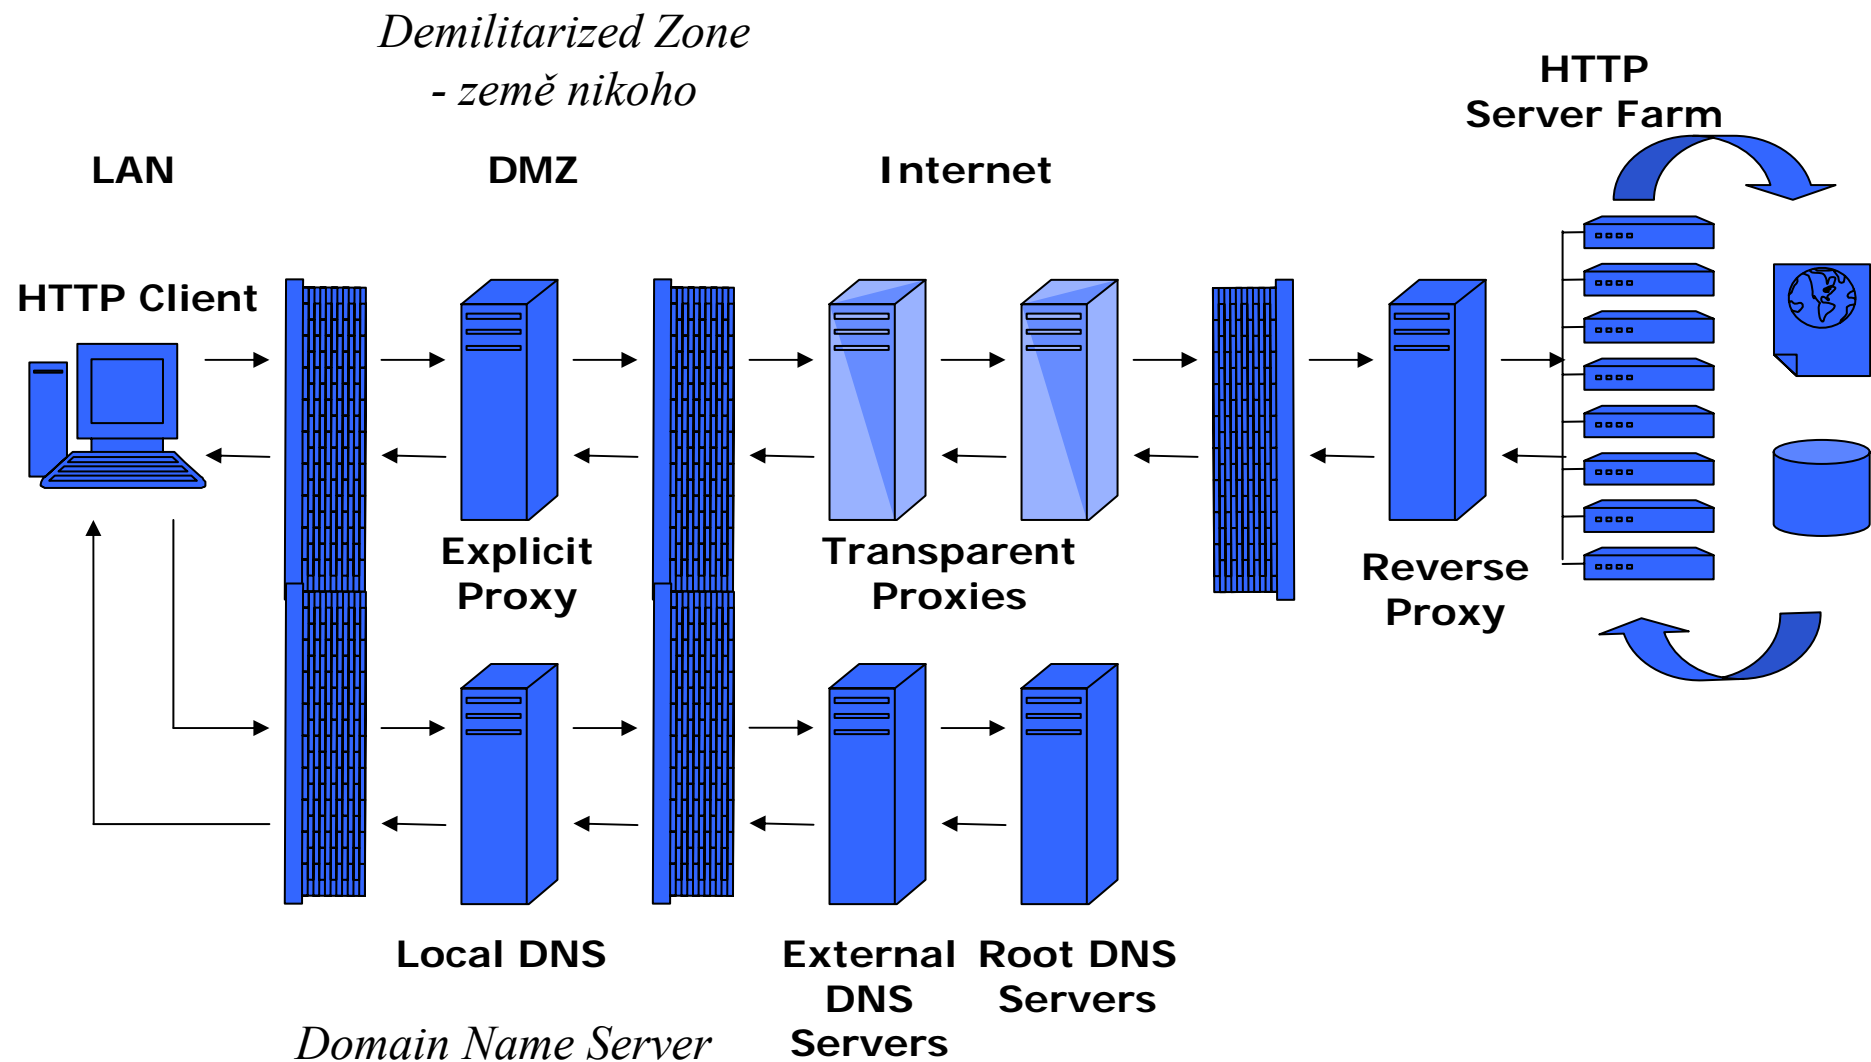 Demilitarized Zone
- země nikoho
HTTP
Server Farm
LAN
DMZ
Internet
HTTP Client
Explicit
Proxy
Transparent
Proxies
Reverse
Proxy
Local DNS
External
DNS
Servers
Root DNS
Servers
Domain Name Server